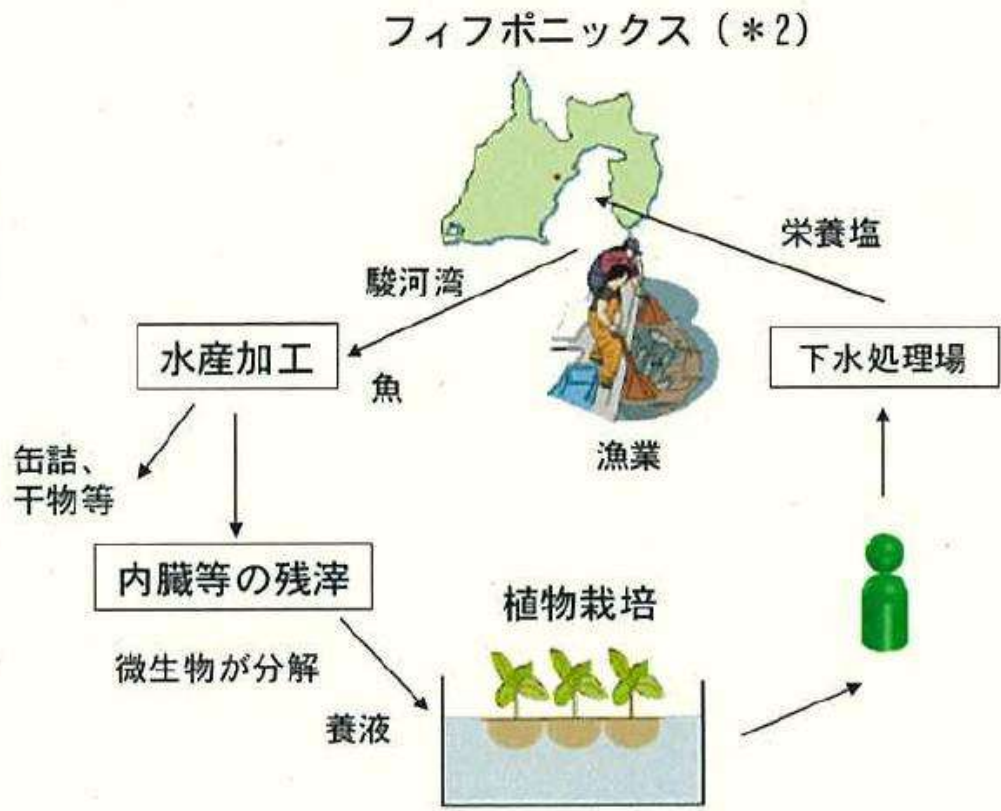 フィフポニックス（＊2）
栄養塩
駿河湾
水産加工
下水処理場
魚
漁業
缶詰、
干物等
内臓等の残滓
植物栽培
微生物が分解
養液